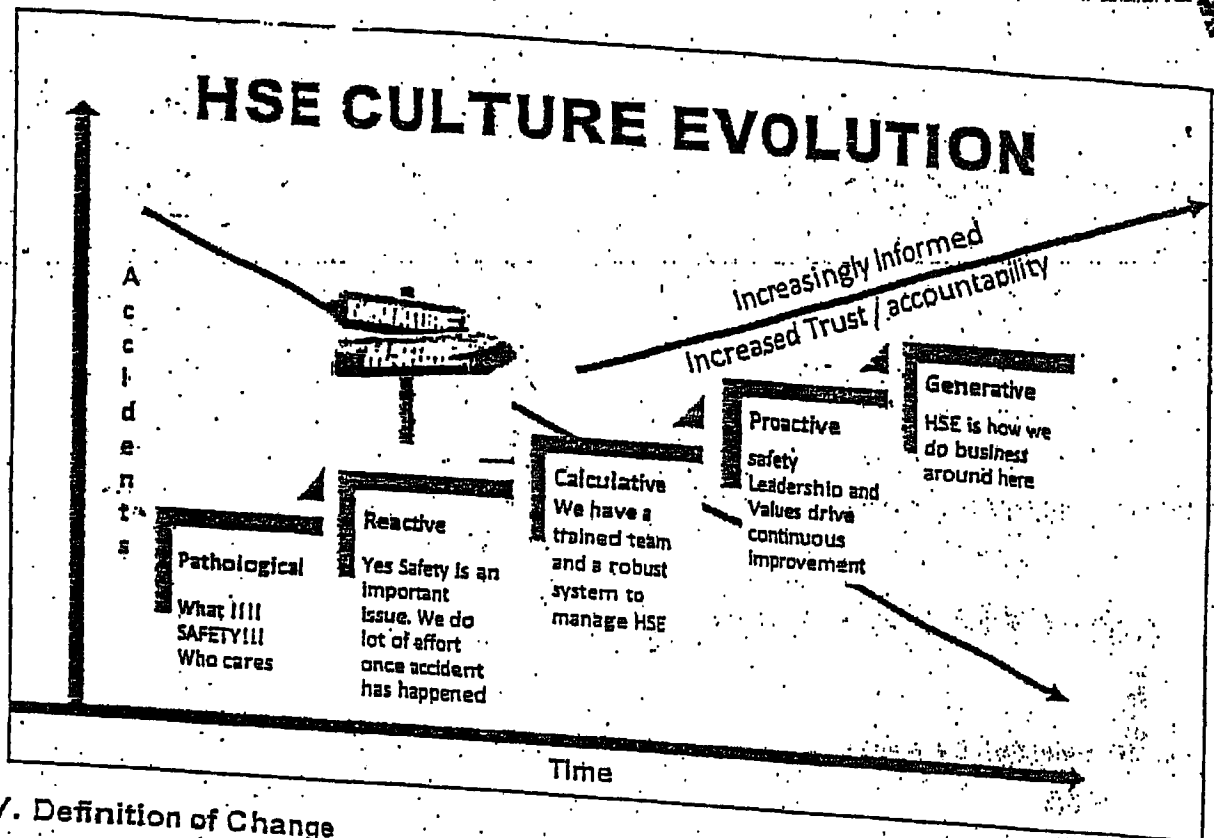 HSE CULTURE EVOLUTION
Accidents
Increasingly Informed
Increased Trust / accountability
Generative
HSE is how we
do business
around here
Proactive
safety
Leadership and
Values drive
continuous
improvement
Calculative
We have a
trained team
and a robust
system to
manage HSE
Reactive
Yes Safety is an
important
issue. We do
lot of effort
once accident
has happened
Pathological
What !!!!
SAFETY!!!
Who cares
Time
. Definition of Change